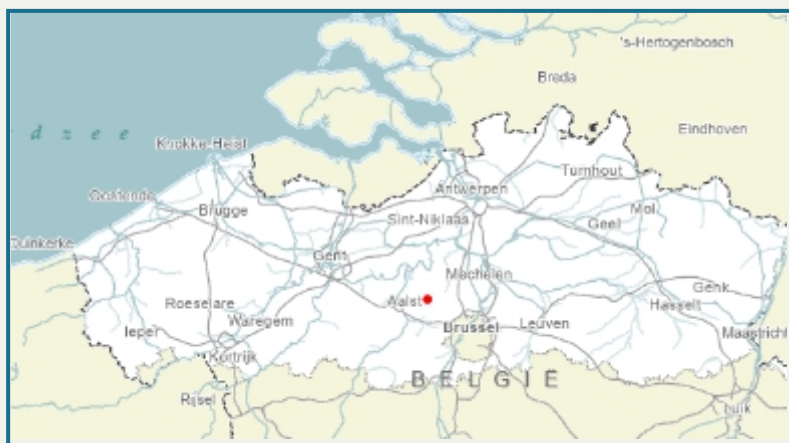 's-Hertogenbosch
Breda
d z e e
Eindhoven
Knokke-Heist
Turnhout
Antwerpen
Oostende
Brugge
Mol
Sint-Niklaas
Geel
Duinkerke
Gent
Mechelen
Genk
Roeselare
Aalst
Hasselt
Waregem
Brussel
Leuven
Ieper
Maastricht
Kortrijk
BELGIË
Rijsel
Luik